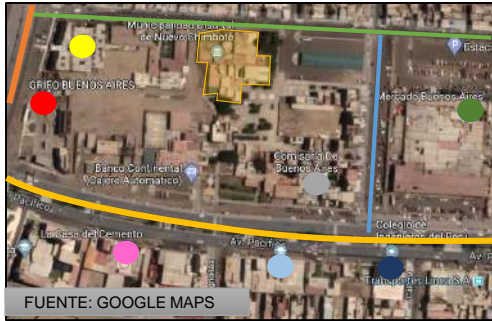 Municipalidad Distrital
de Nuevo Chimbote
Estac
GRIFO BUENOS AIRES
Mercado Buenos Aires
Banco Continental
(Cajero Automático)
Comisaría De
Buenos Aires
Pacífico
Colegio de
Ingenieros del Perú
La Casa del Cemento
Av. Pacífico
Transportes Linea S.A
FUENTE: GOOGLE MAPS